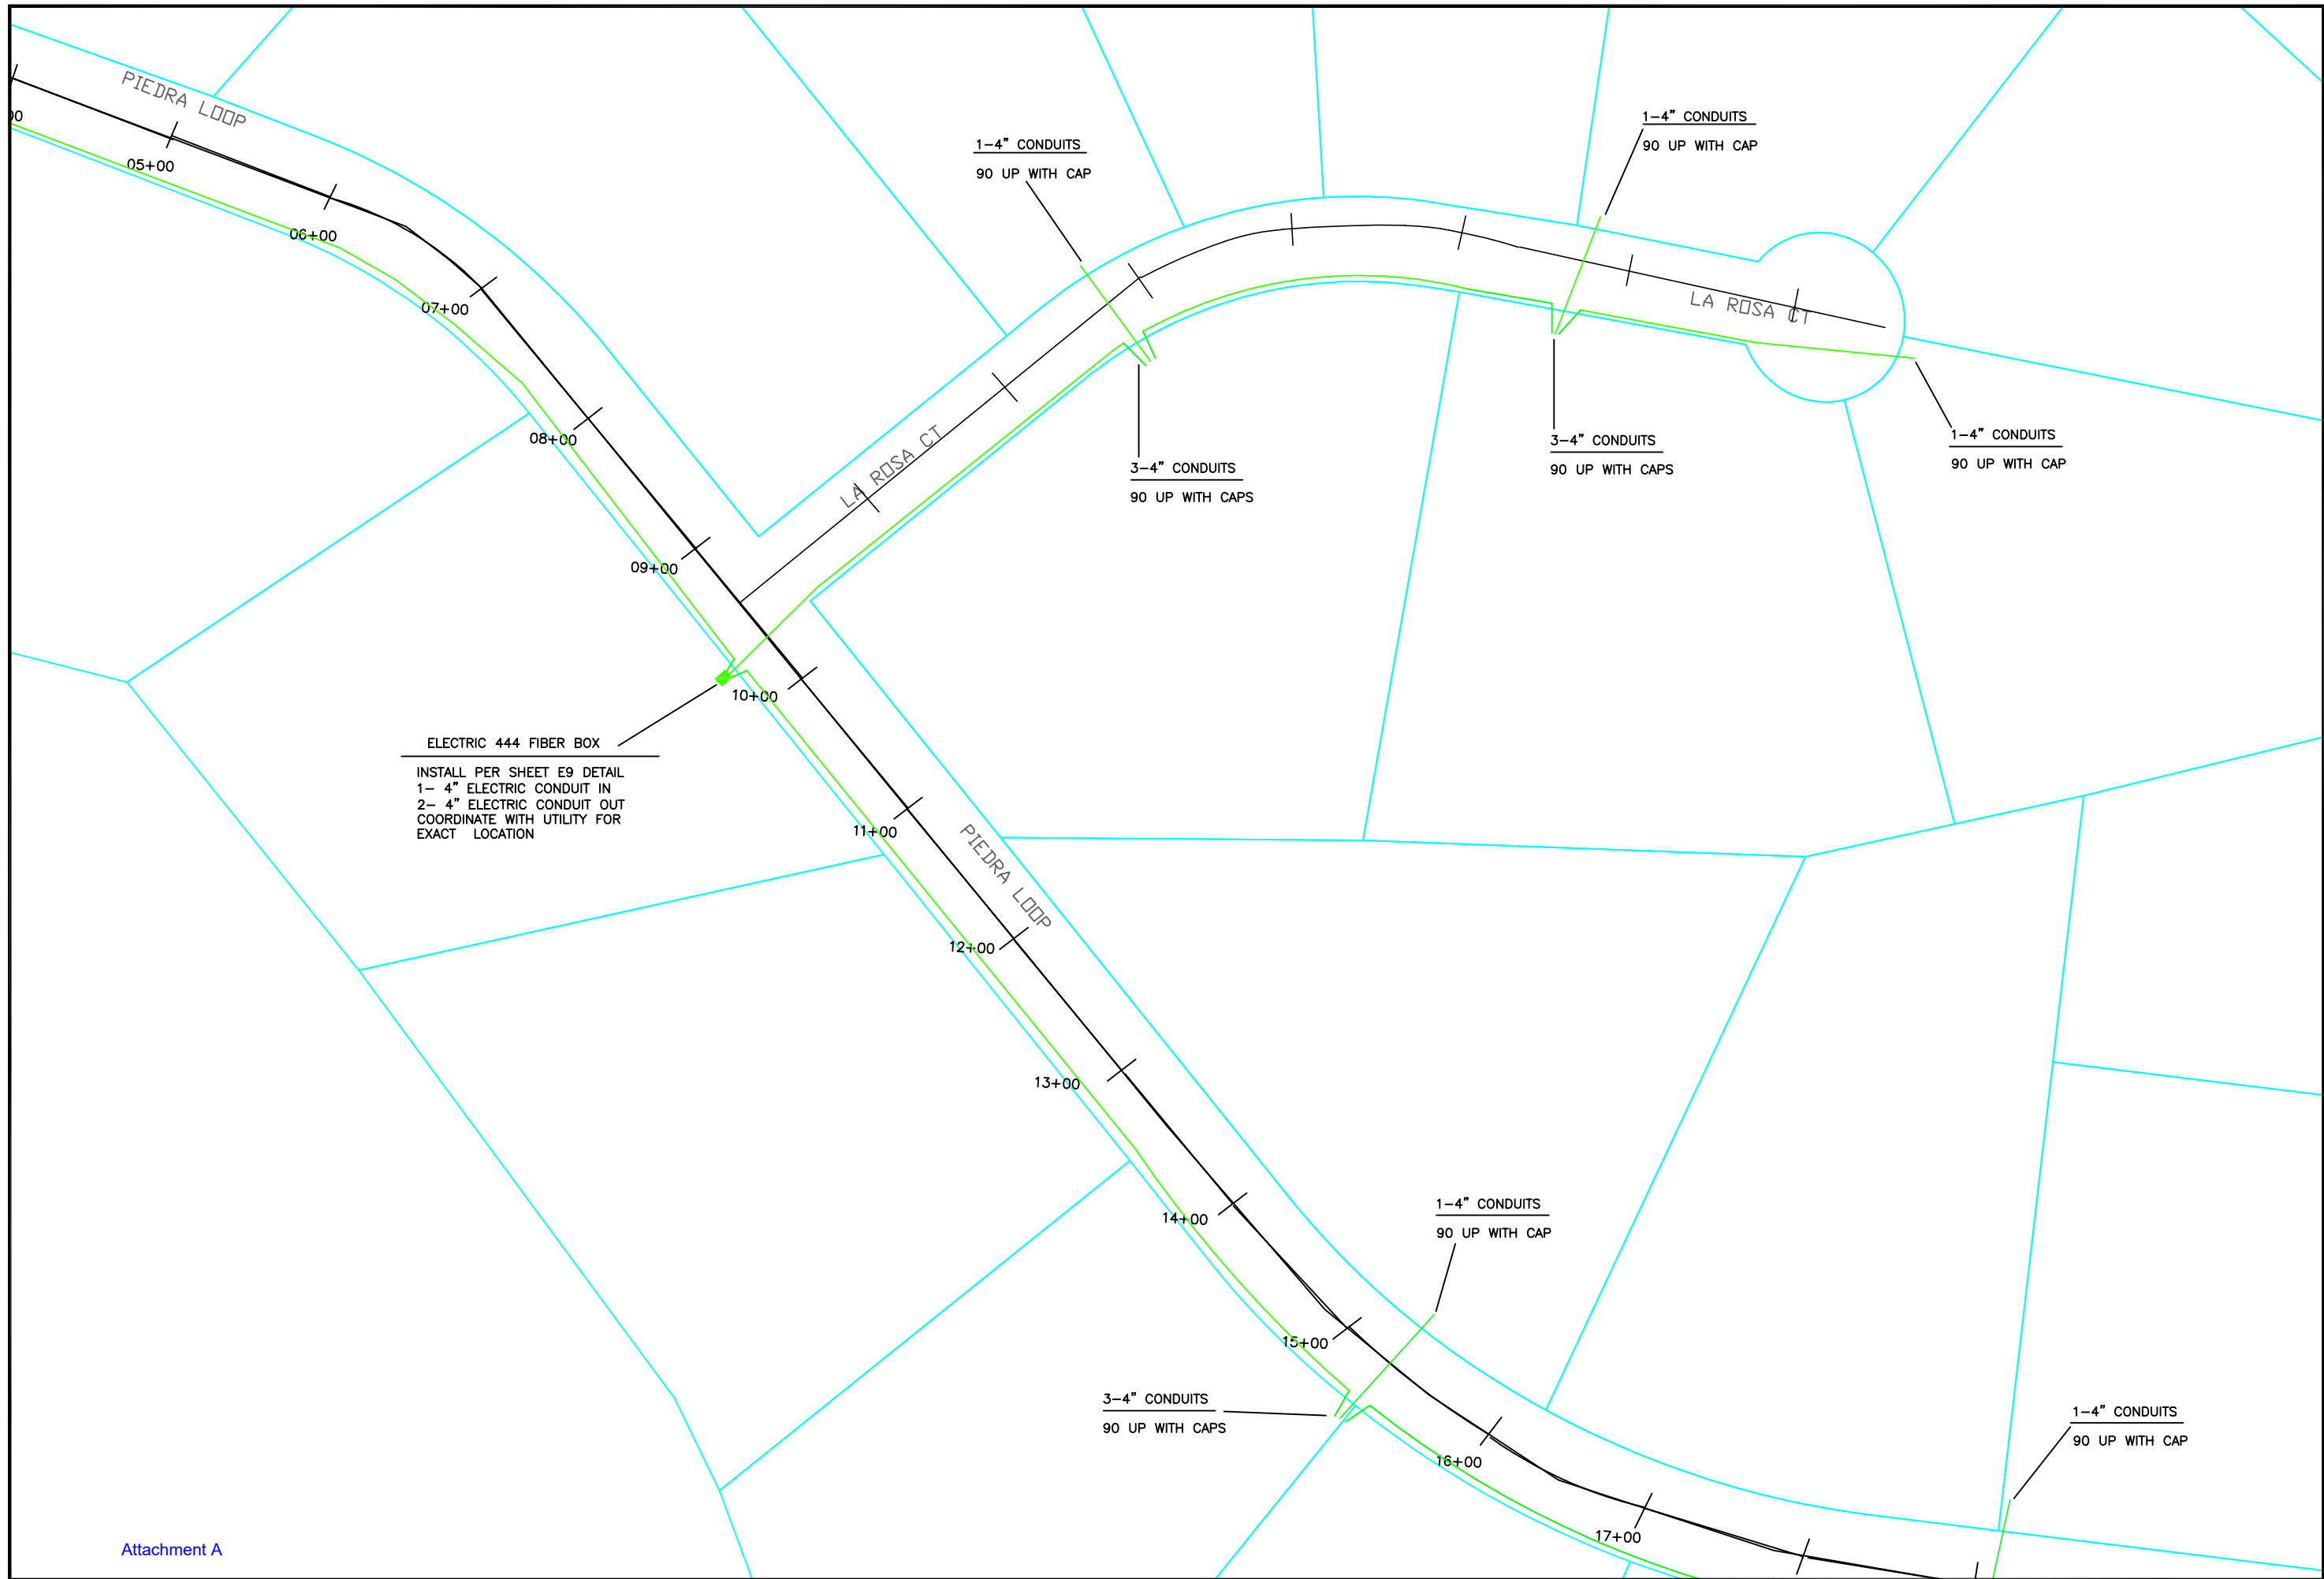 PIEDRA LOOP
00
05+00
06+00
07+00
08+00
09+00
10+00
1-4" CONDUITS
90 UP WITH CAP
1-4" CONDUITS
90 UP WITH CAP
LA ROSA CT
LA ROSA CT
3-4" CONDUITS
90 UP WITH CAPS
3-4" CONDUITS
90 UP WITH CAPS
1-4" CONDUITS
90 UP WITH CAP
ELECTRIC 444 FIBER BOX
INSTALL PER SHEET E9 DETAIL
1- 4" ELECTRIC CONDUIT IN
2- 4" ELECTRIC CONDUIT OUT
COORDINATE WITH UTILITY FOR
EXACT LOCATION
11+00
PIEDRA LOOP
12+00
13+00
14+00
15+00
1-4" CONDUITS
90 UP WITH CAP
3-4" CONDUITS
90 UP WITH CAPS
16+00
17+00
1-4" CONDUITS
90 UP WITH CAP
Attachment A